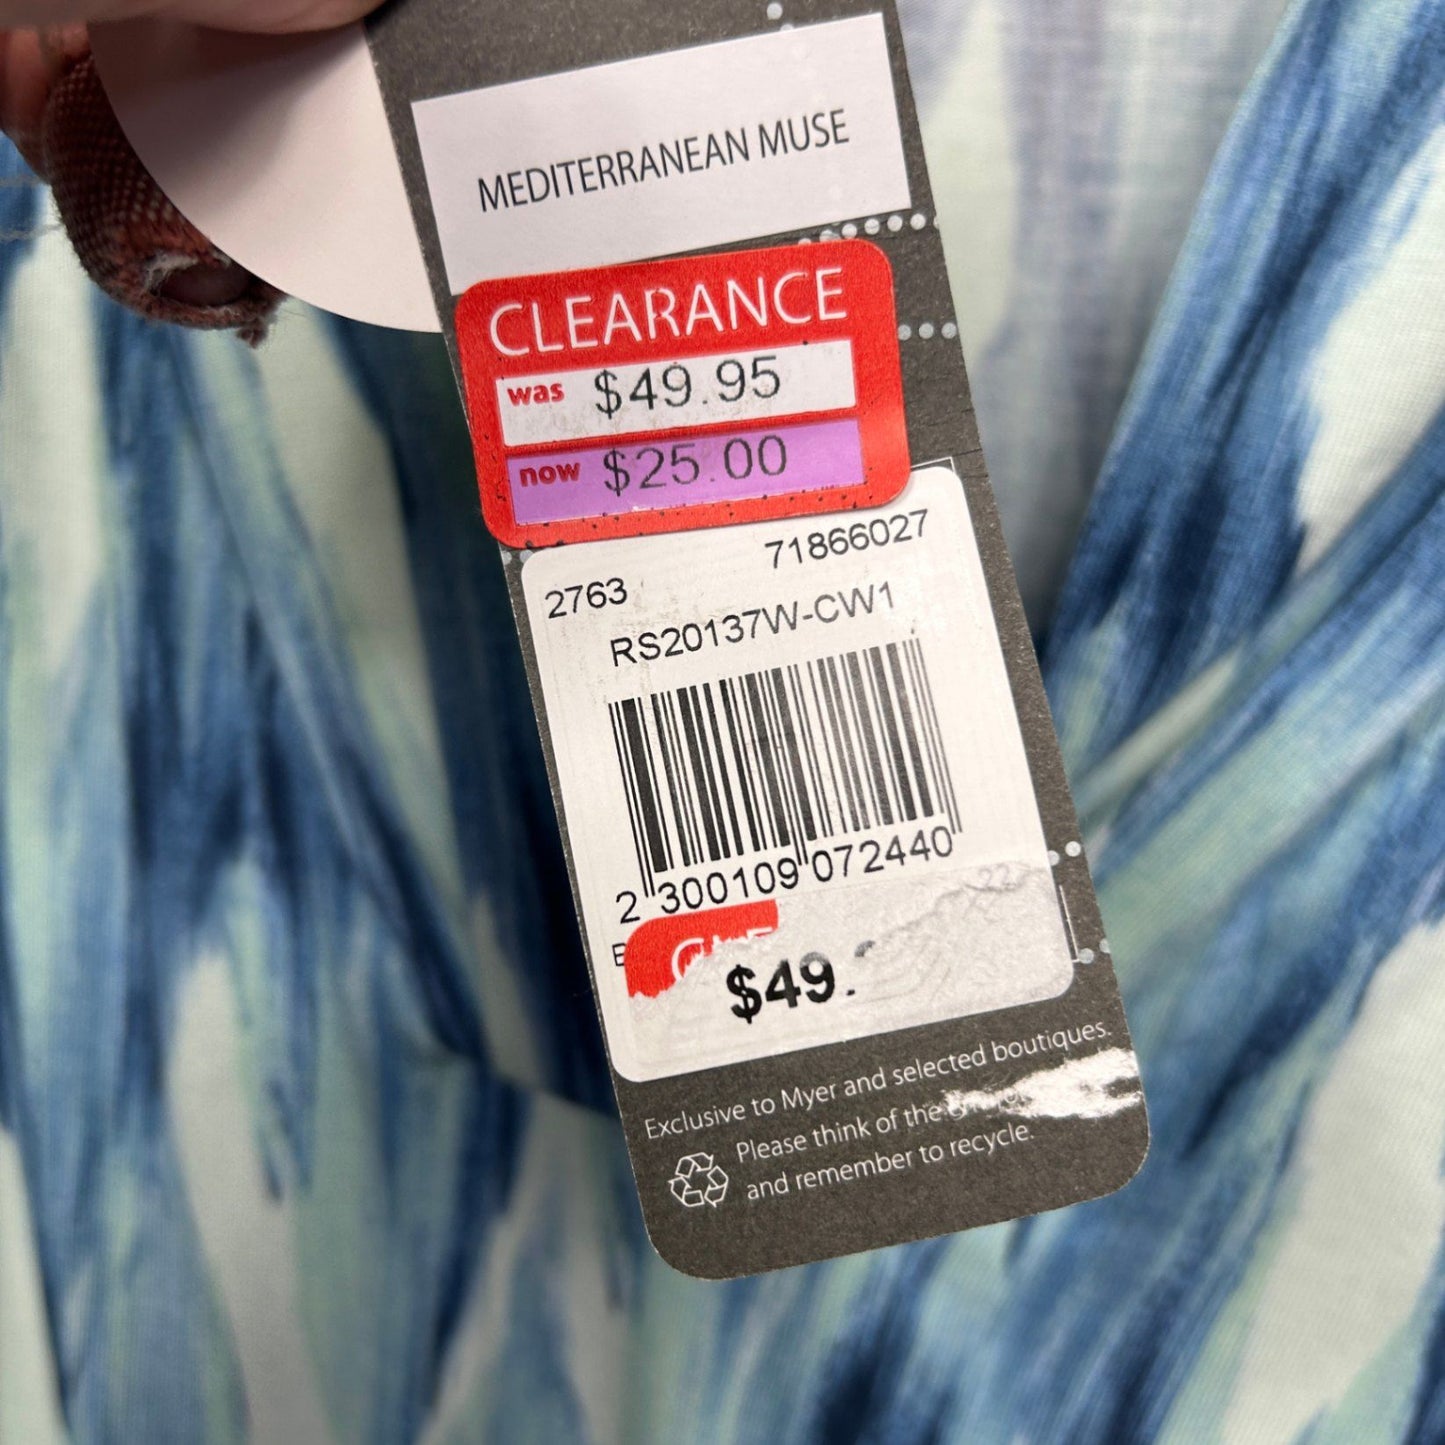 MEDITERRANEAN MUSE
CLEARANCE
was $49.95
now $25.00
2763 71866027
RS20137W-CW1
2 300109 072440
$49.
Exclusive to Myer and selected boutiques.
Please think of the
and remember to recycle.